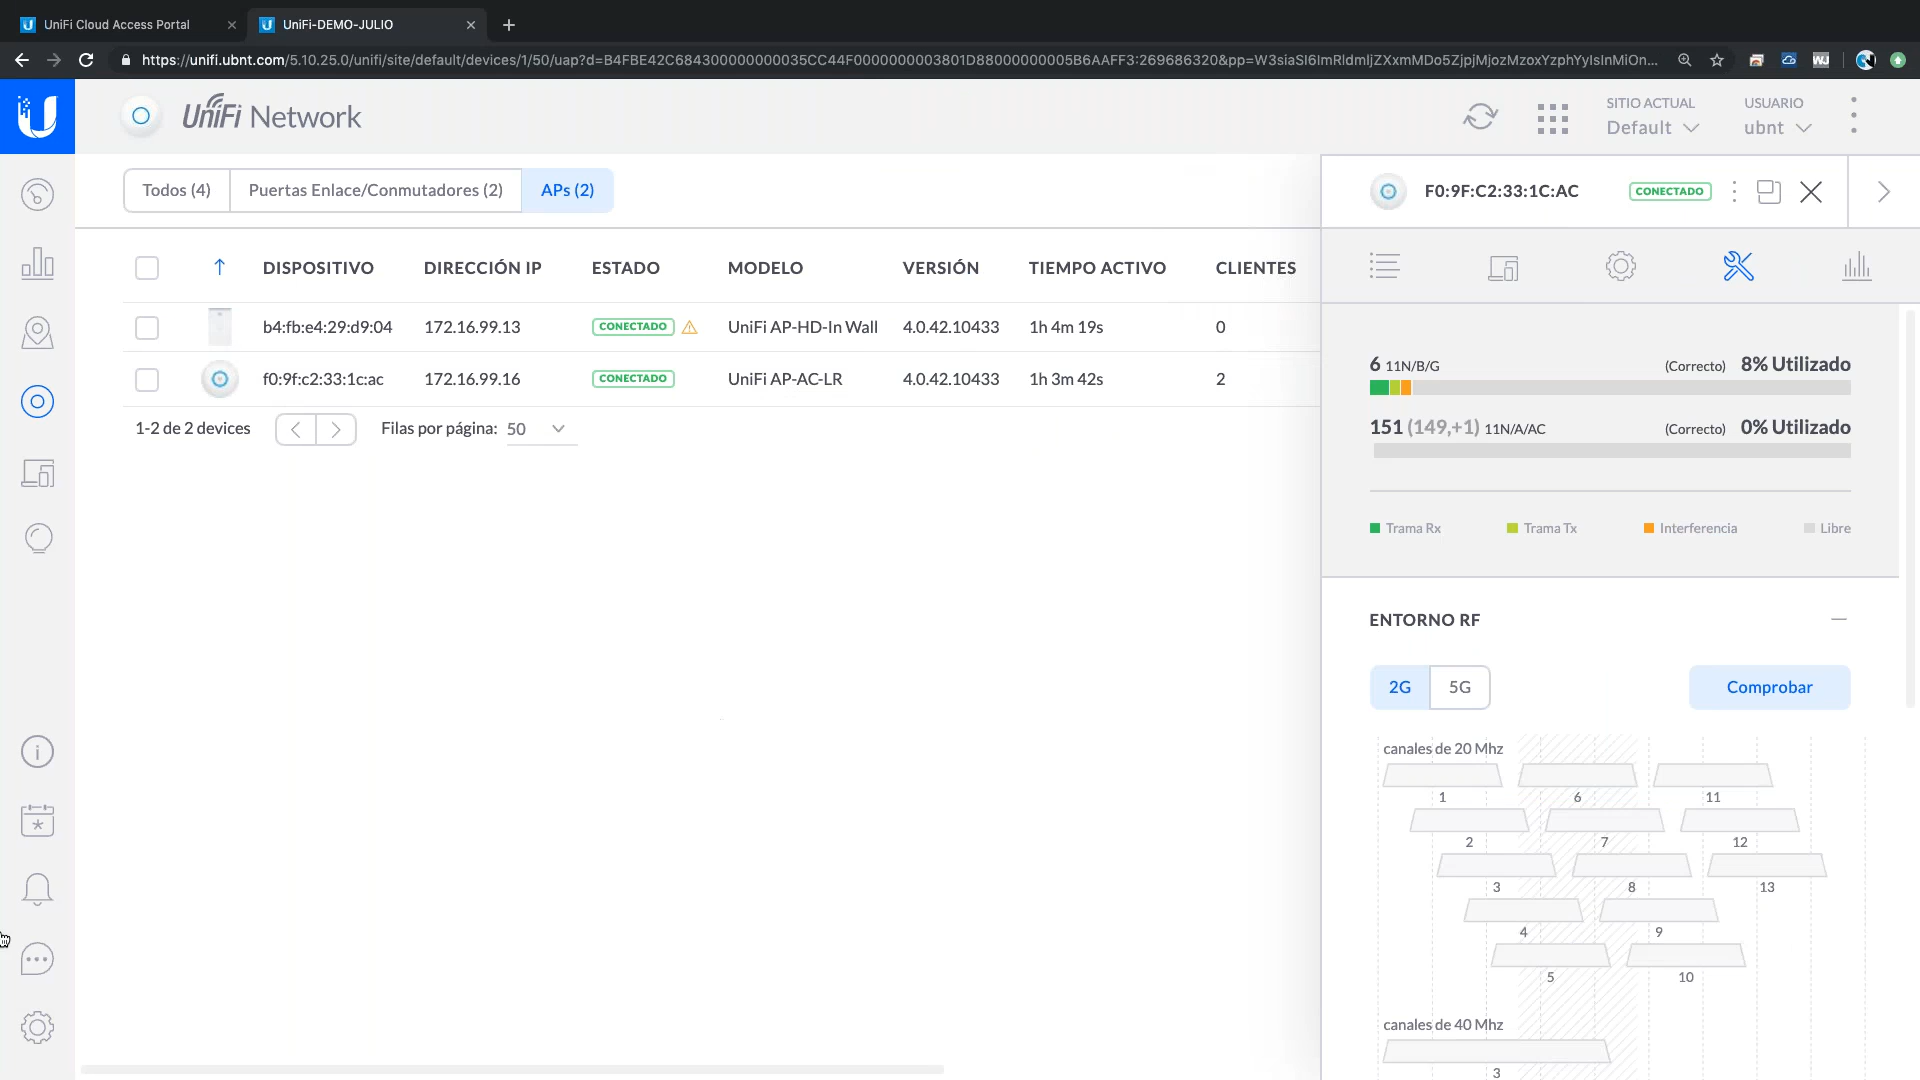 UniFi Cloud Access Portal
UniFi-DEMO-JULIO
https://unifi.ubnt.com/5.10.25.0/unifi/site/default/devices/1/50/uap?d=B4FBE42C684300000000035CC44F0000000003801D88000000005B6AAFF3:269686320&pp=W3siaSI6ImRldmljZXxmMDo5ZjpjMjozMzoxYzphYyIsInMiOn...
UniFi Network
SITIO ACTUAL
Default
USUARIO
ubnt
Todos (4)
Puertas Enlace/Conmutadores (2)
APs (2)
DISPOSITIVO DIRECCIÓN IP ESTADO MODELO VERSIÓN TIEMPO ACTIVO CLIENTES
b4:fb:e4:29:d9:04 172.16.99.13 CONECTADO UniFi AP-HD-In Wall 4.0.42.10433 1h 4m 19s 0
f0:9f:c2:33:1c:ac 172.16.99.16 CONECTADO UniFi AP-AC-LR 4.0.42.10433 1h 3m 42s 2
1-2 de 2 devices
Filas por página: 50
F0:9F:C2:33:1C:AC CONECTADO
6 11N/B/G (Correcto) 8% Utilizado
151 (149,+1) 11N/A/AC (Correcto) 0% Utilizado
Trama Rx Trama Tx Interferencia Libre
ENTORNO RF
2G 5G Comprobar
canales de 20 Mhz
1 6 11
2 7 12
3 8 13
4 9
5 10
canales de 40 Mhz
3